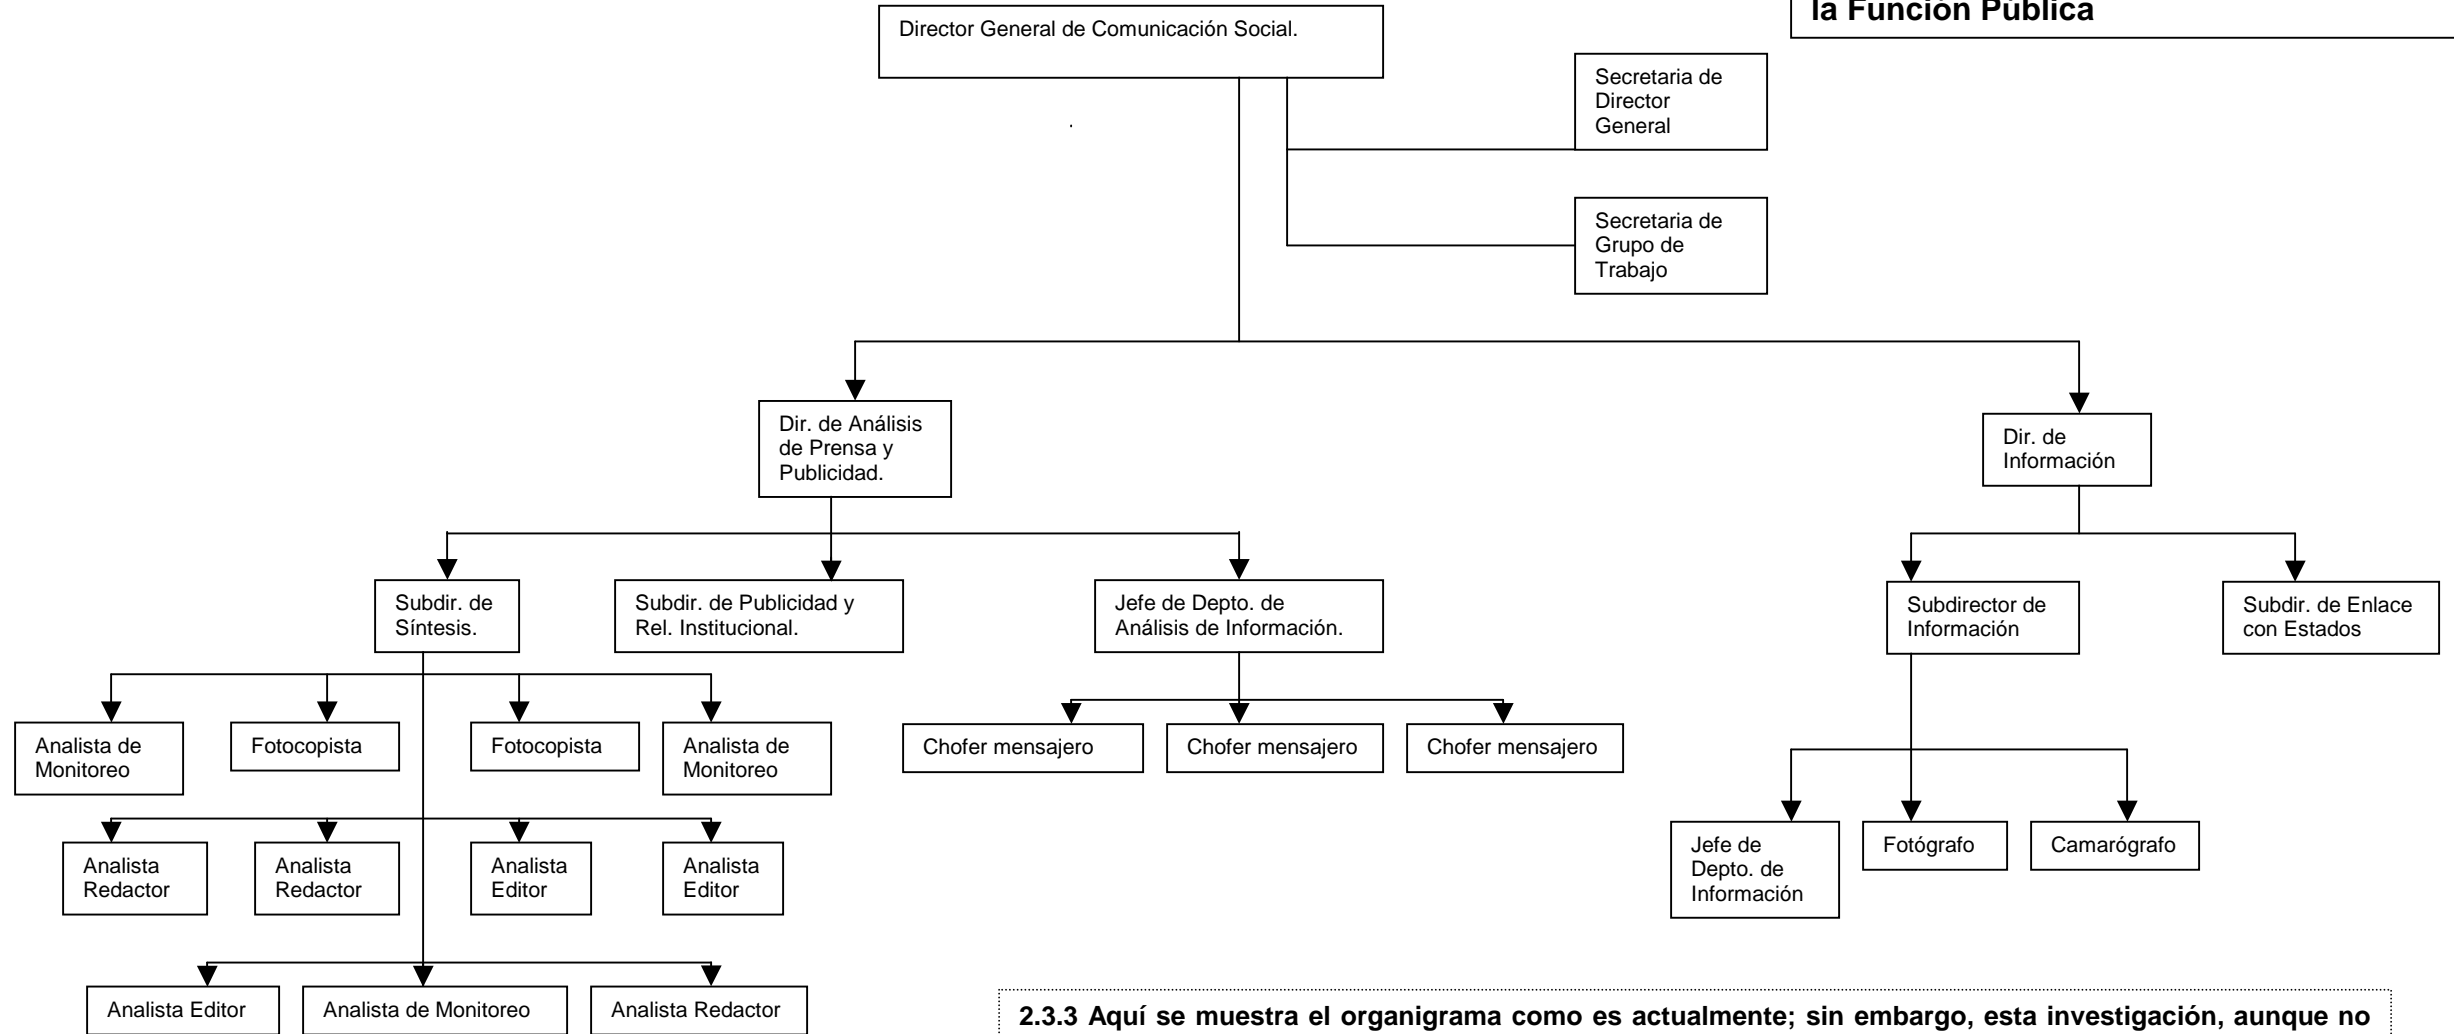 la Función Pública
Director General de Comunicación Social.
Secretaria de
Director
General
Secretaria de
Grupo de
Trabajo
Dir. de Análisis
de Prensa y
Publicidad.
Dir. de
Información
Subdir. de
Síntesis.
Subdir. de Publicidad y
Rel. Institucional.
Jefe de Depto. de
Análisis de Información.
Subdirector de
Información
Subdir. de Enlace
con Estados
Analista de
Monitoreo
Fotocopista
Fotocopista
Analista de
Monitoreo
Chofer mensajero
Chofer mensajero
Chofer mensajero
Jefe de
Depto. de
Información
Fotógrafo
Camarógrafo
Analista
Redactor
Analista
Redactor
Analista
Editor
Analista
Editor
Analista Editor
Analista de Monitoreo
Analista Redactor
2.3.3 Aquí se muestra el organigrama como es actualmente; sin embargo, esta investigación, aunque no